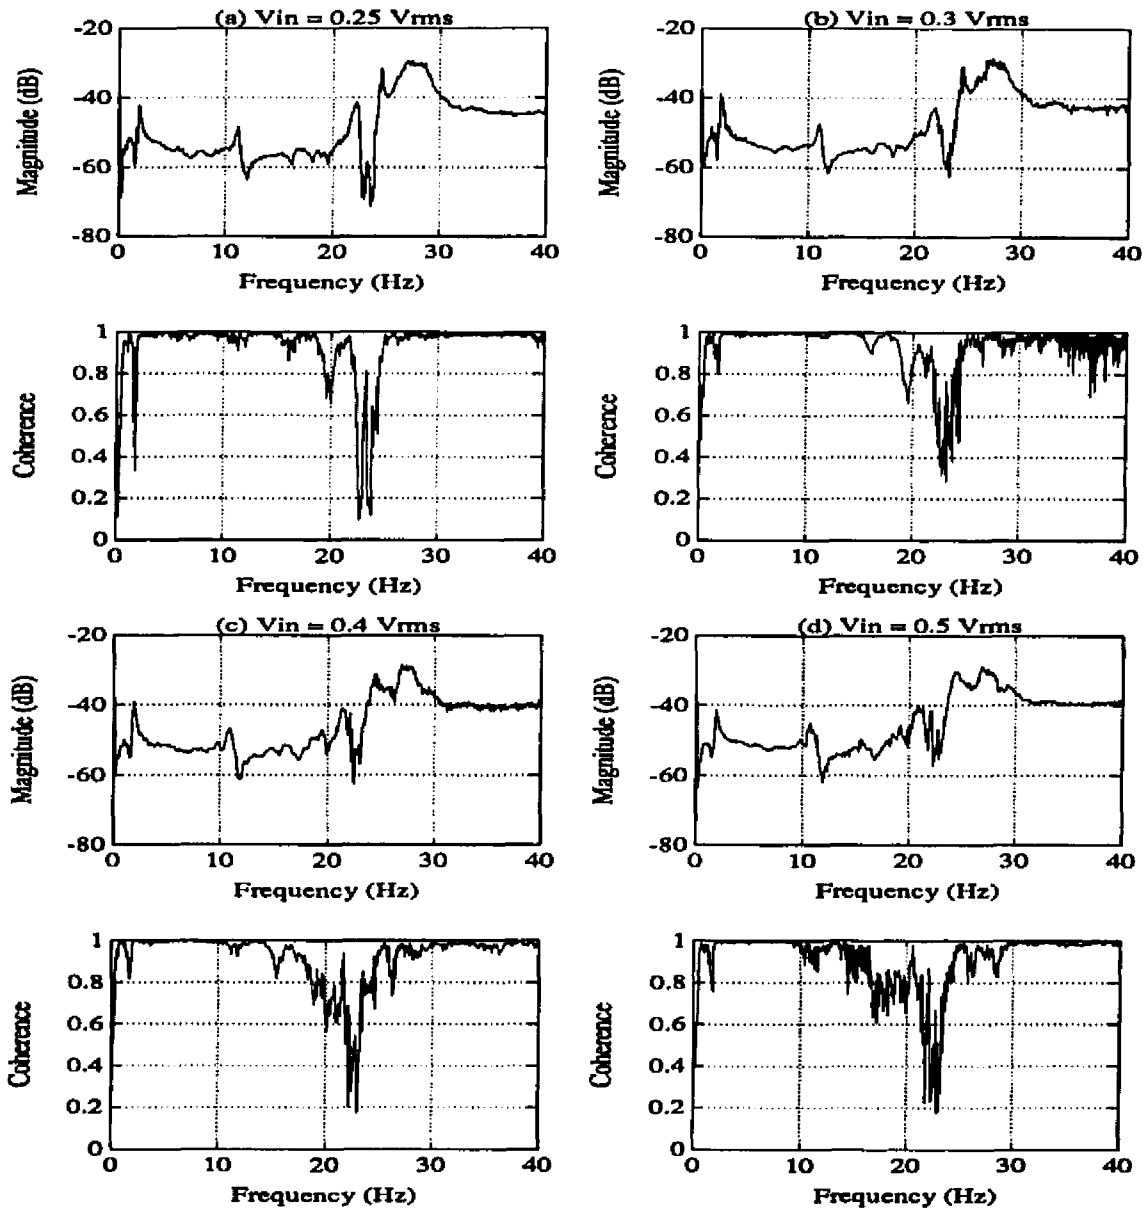 (a) Vin = 0.25 Vrms
(b) Vin = 0.3 Vrms
-20
-40
-60
-80
Magnitude (dB)
0 10 20 30 40
Frequency (Hz)
-20
-40
-60
-80
Magnitude (dB)
0 10 20 30 40
Frequency (Hz)
1
0.8
0.6
0.4
0.2
0
Coherence
0 10 20 30 40
Frequency (Hz)
1
0.8
0.6
0.4
0.2
0
Coherence
0 10 20 30 40
Frequency (Hz)
(c) Vin = 0.4 Vrms
(d) Vin = 0.5 Vrms
-20
-40
-60
-80
Magnitude (dB)
0 10 20 30 40
Frequency (Hz)
-20
-40
-60
-80
Magnitude (dB)
0 10 20 30 40
Frequency (Hz)
1
0.8
0.6
0.4
0.2
0
Coherence
0 10 20 30 40
Frequency (Hz)
1
0.8
0.6
0.4
0.2
0
Coherence
0 10 20 30 40
Frequency (Hz)